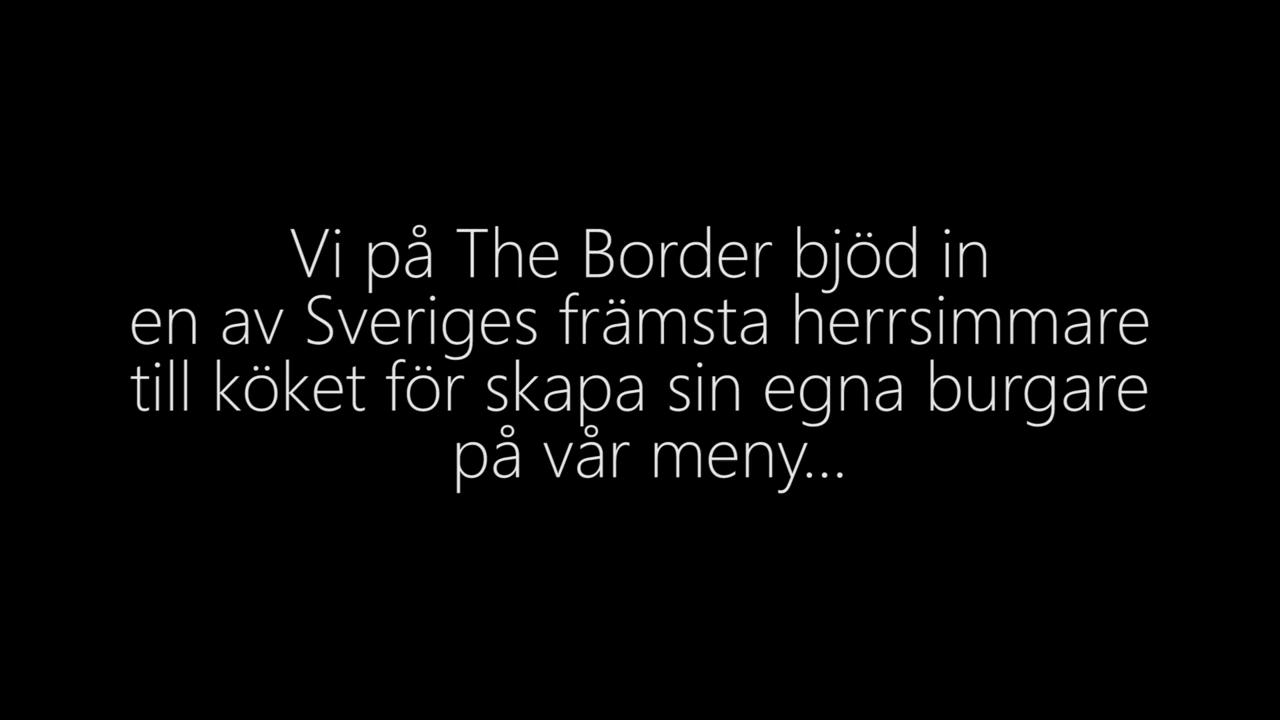 Vi på The Border bjöd in
en av Sveriges främsta herrsimmare
till köket för skapa sin egna burgare
på vår meny...